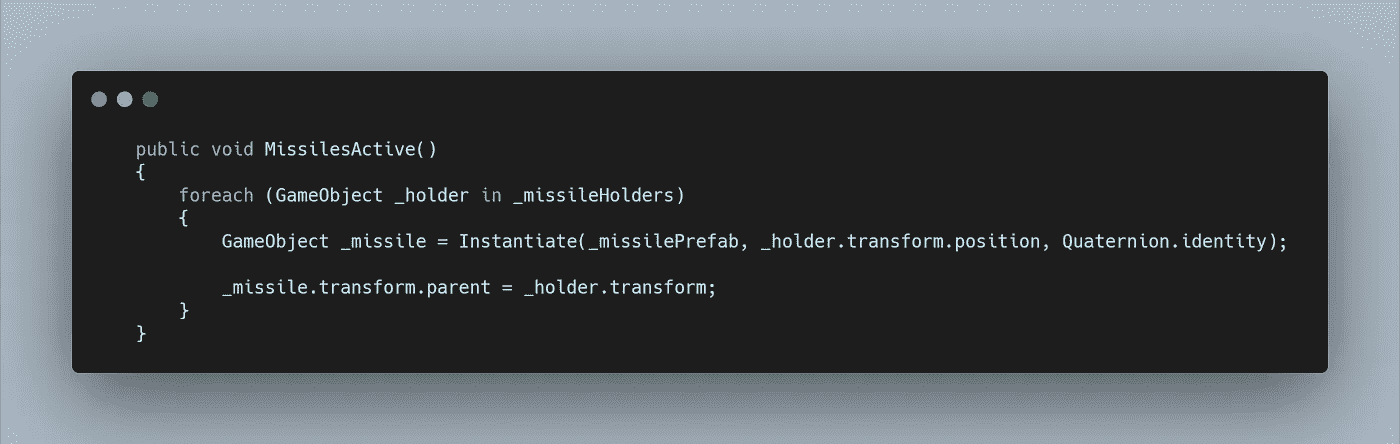 public void MissilesActive()
{
foreach (GameObject _holder in _missileHolders)
{
GameObject _missile = Instantiate(_missilePrefab, _holder.transform.position, Quaternion.identity);
_missile.transform.parent = _holder.transform;
}
}